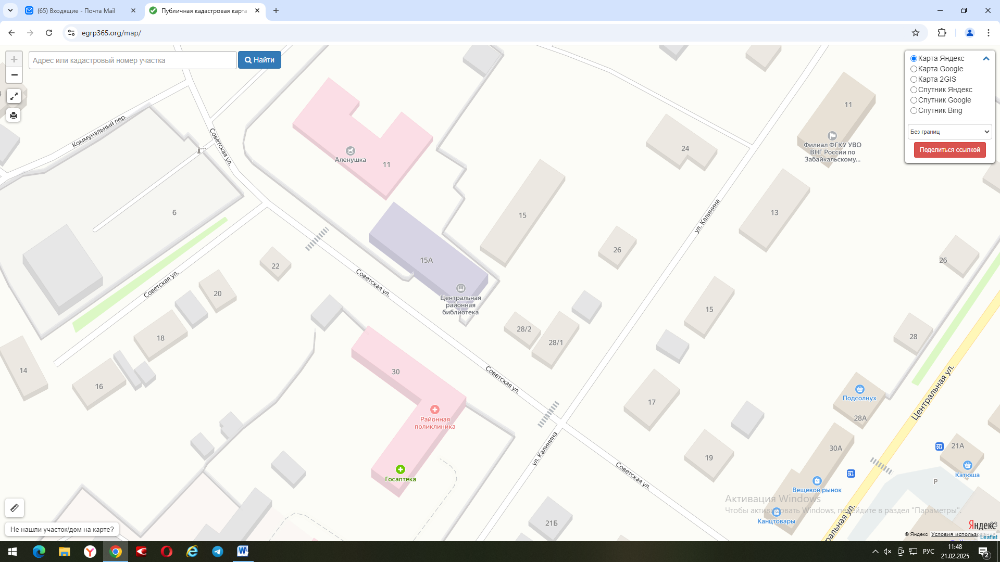 (65) Входящие - Почта Mail
Публичная кадастровая карта
egrp365.org/map/
Адрес или кадастровый номер участка
Найти
Карта Яндекс
Карта Google
Карта 2GIS
Спутник Яндекс
Спутник Google
Спутник Bing
Без границ
Поделиться ссылкой
Коммунальный пер.
Советская ул.
Аленушка
11
24
11
Филиал ФГКУ УВО
ВНГ России по
Забайкальскому...
6
15
ул. Калинина
13
15А
26
26
22
Советская ул.
Советская ул.
20
Центральная
районная
библиотека
15
28/2
28/1
18
28
14
16
30
Советская ул.
17
Подсолнух
28А
Центральная ул.
Районная
поликлиника
ул. Калинина
19
30А
21А
Катюша
Госаптека
Советская ул.
P
Вещевой рынок
Активация Windows
Чтобы активировать Windows, перейдите в раздел "Параметры".
Канцтовары
21Б
Не нашли участок/дом на карте?
Яндекс
© Яндекс
Leaflet
РУС
11:48
21.02.2025
2